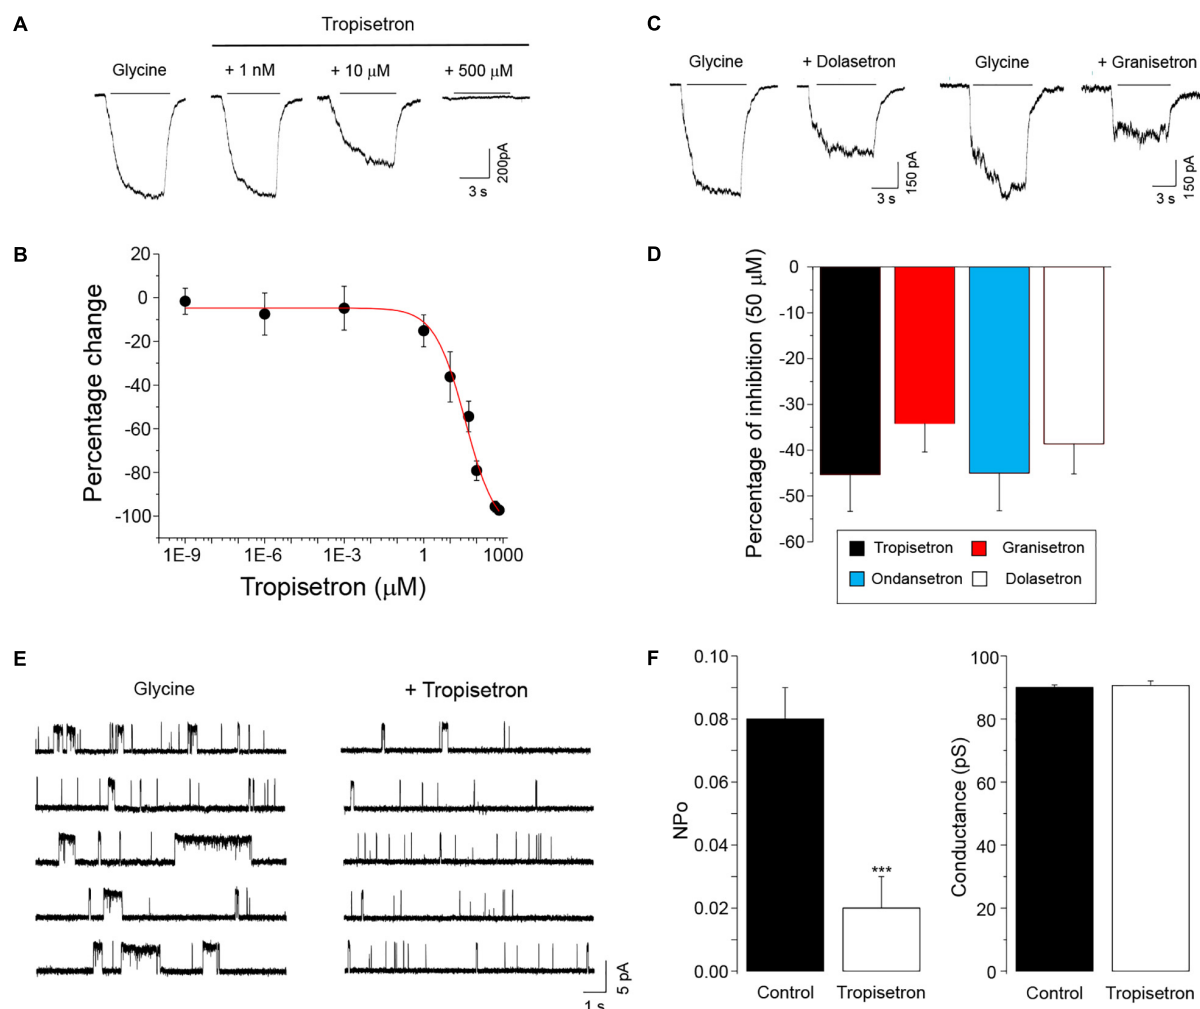 A
Tropisetron
Glycine
+ 1 nM
+ 10 μM
+ 500 μM
200pA
3 s
C
Glycine
+ Dolasetron
Glycine
+ Granisetron
150 pA
3 s
150 pA
3 s
B
20
0
-20
-40
-60
-80
-100
Percentage change
1E-9
1E-6
1E-3
1
1000
Tropisetron (μM)
D
0
-10
-20
-30
-40
-50
-60
Percentage of inhibition (50 μM)
Tropisetron
Granisetron
Ondansetron
Dolasetron
E
Glycine
+ Tropisetron
5 pA
1 s
F
0.10
0.08
0.06
0.04
0.02
0.00
NPo
***
Control
Tropisetron
100
80
60
40
20
0
Conductance (pS)
Control
Tropisetron